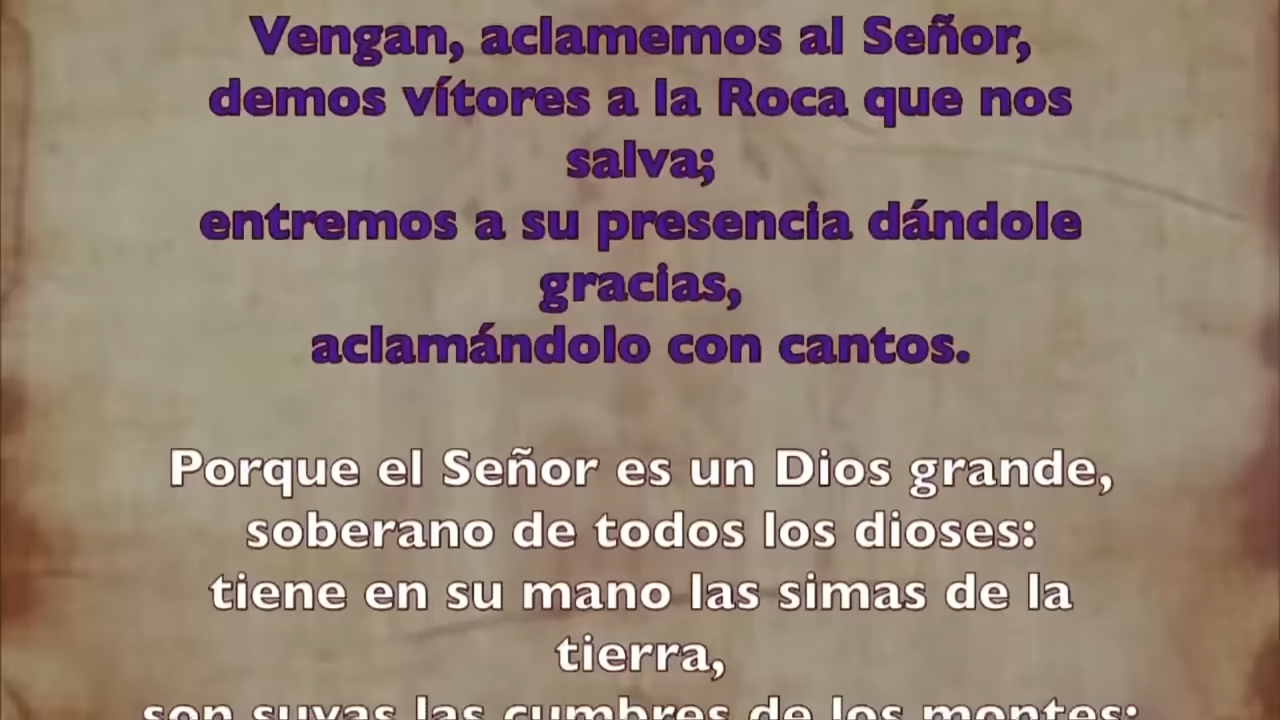 Vengan, aclamemos al Señor,
demos vítores a la Roca que nos
salva;
entremos a su presencia dándole
gracias,
aclamándolo con cantos.
Porque el Señor es un Dios grande,
soberano de todos los dioses:
tiene en su mano las simas de la
tierra,
son suyas las cumbres de los montes;